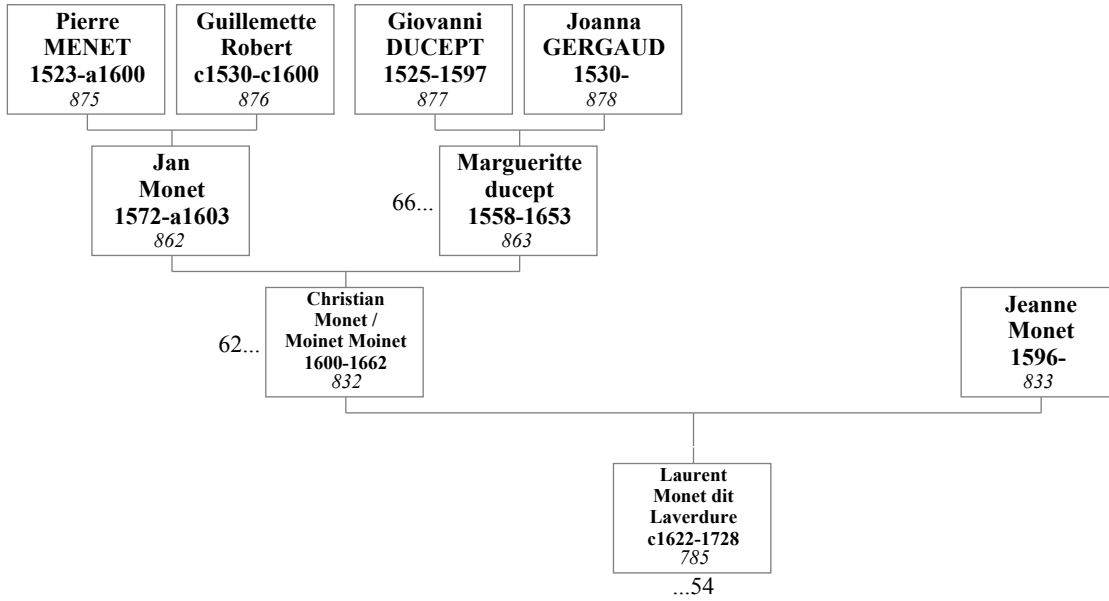 Pierre
MENET
1523-a1600
875
Guillemette
Robert
c1530-c1600
876
Giovanni
DUCEPT
1525-1597
877
Joanna
GERGAUD
1530-
878
Jan
Monet
1572-a1603
862
66...
Margueritte
ducept
1558-1653
863
62...
Christian
Monet /
Moinet Moinet
1600-1662
832
Jeanne
Monet
1596-
833
Laurent
Monet dit
Laverdure
c1622-1728
785
...54